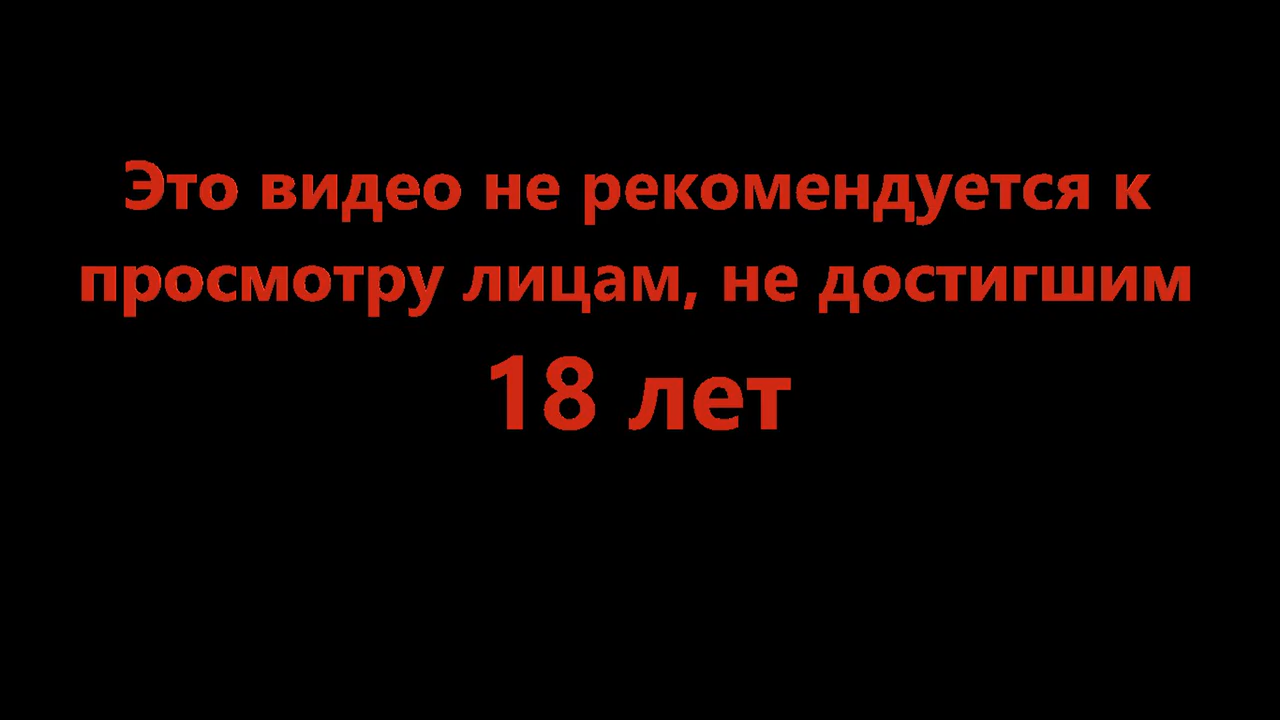 Это видео не рекомендуется к
просмотру лицам, не достигшим
18 лет